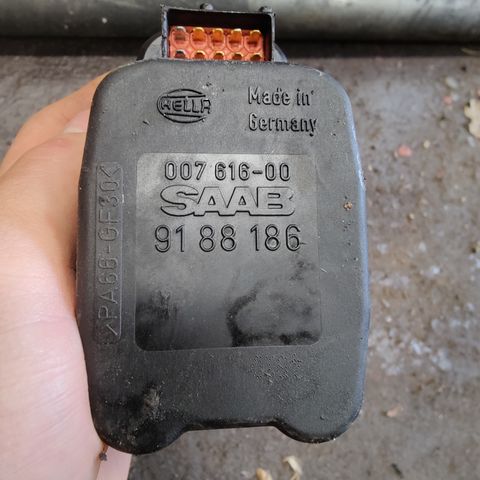 HELLA
Made in
Germany
007 616-00
SAAB
91 88 186
>PA66-GF30<